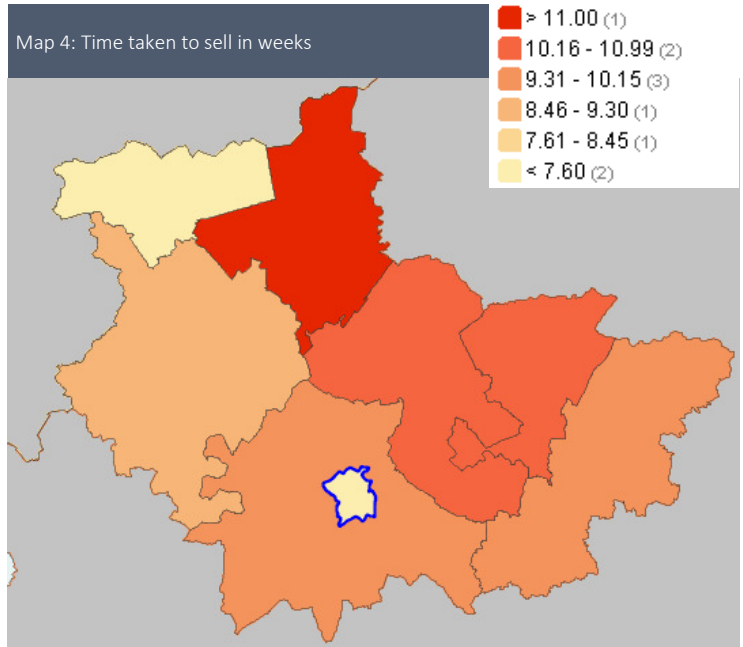 Map 4: Time taken to sell in weeks
> 11.00 (1)
10.16 - 10.99 (2)
9.31 - 10.15 (3)
8.46 - 9.30 (1)
7.61 - 8.45 (1)
< 7.60 (2)